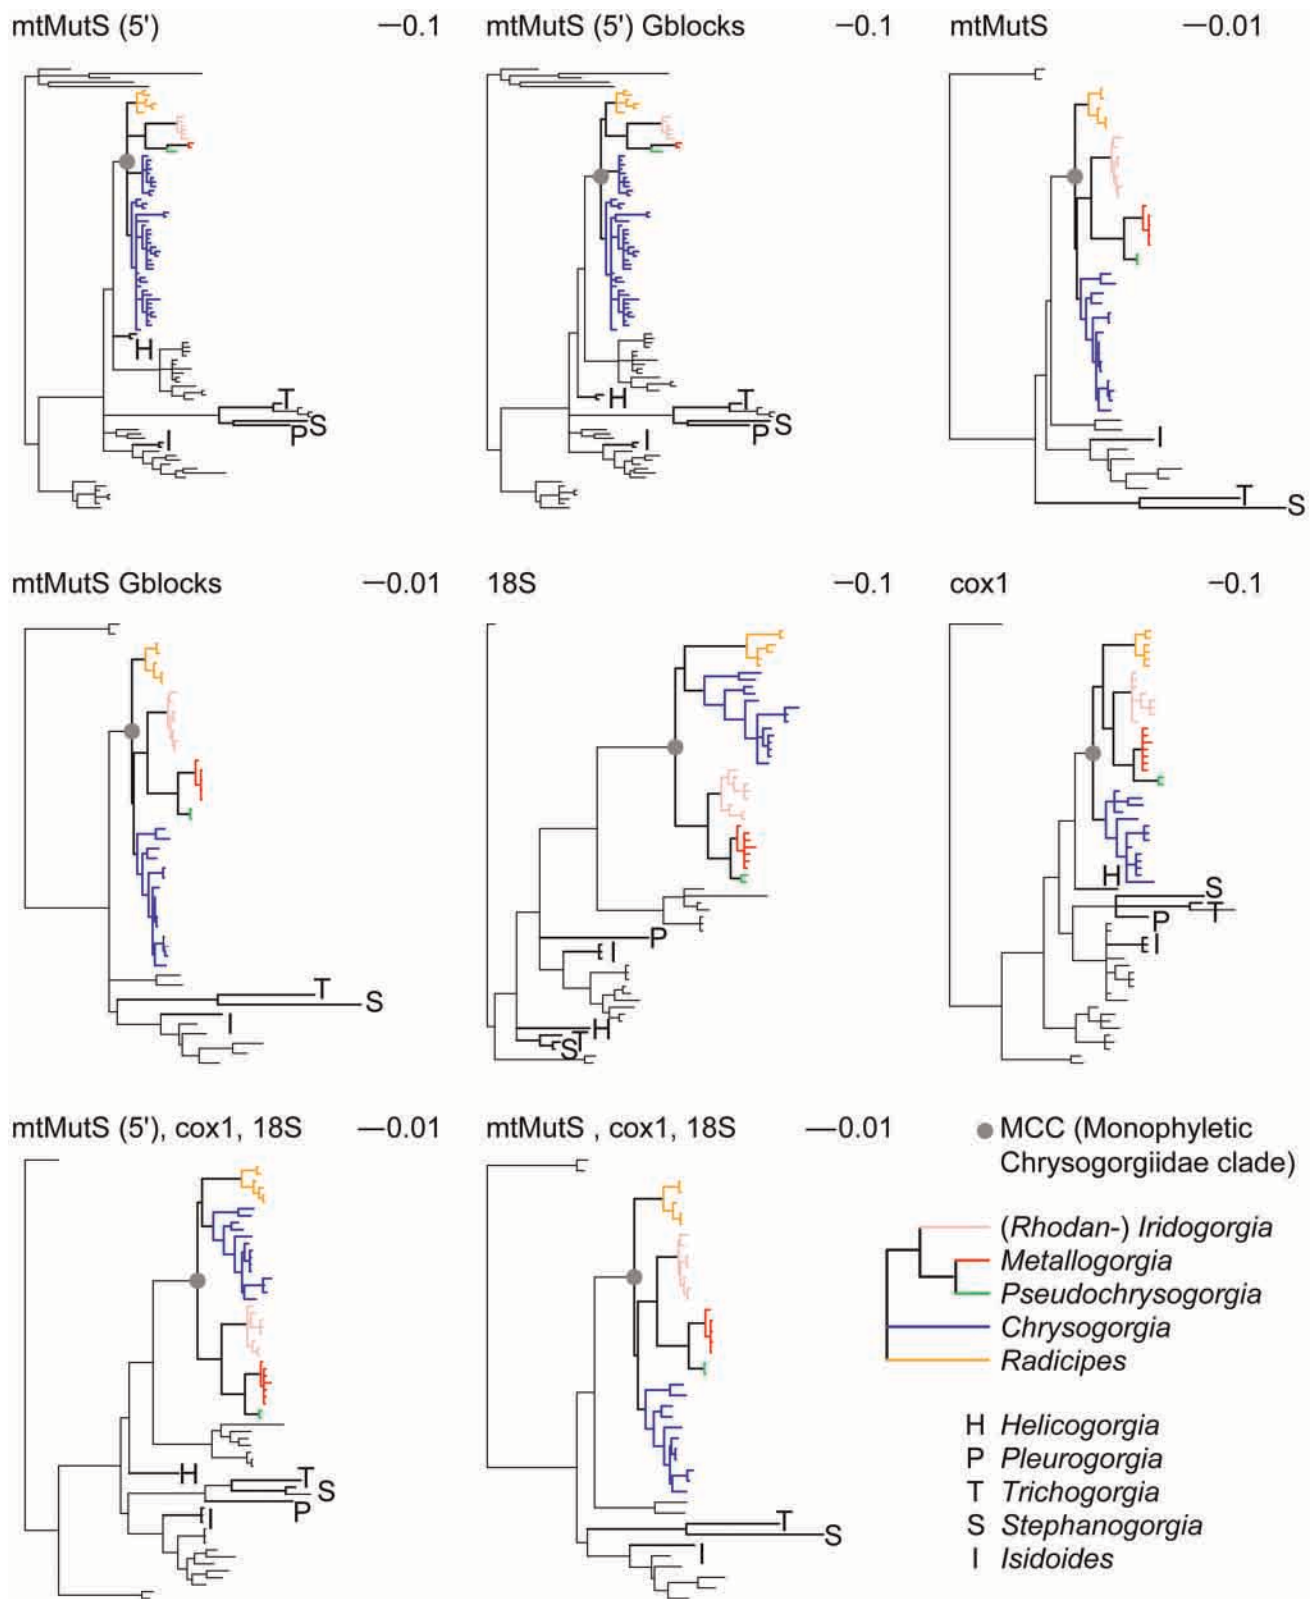 mtMutS (5') —0.1
mtMutS (5') Gblocks —0.1
mtMutS —0.01
H
T
S
P
I
T
H
S
I
P
I
T
S
mtMutS Gblocks —0.01
18S —0.1
cox1 —0.1
T
S
I
P
I
H
T
S
H
S
T
P
I
mtMutS (5'), cox1, 18S —0.01
mtMutS , cox1, 18S —0.01
H
T
S
P
I
T
S
I
MCC (Monophyletic
Chrysogorgiidae clade)
(Rhodan-) Iridogorgia
Metallogorgia
Pseudochrysogorgia
Chrysogorgia
Radicipes
H Helicogorgia
P Pleurogorgia
T Trichogorgia
S Stephanogorgia
I Isidoides